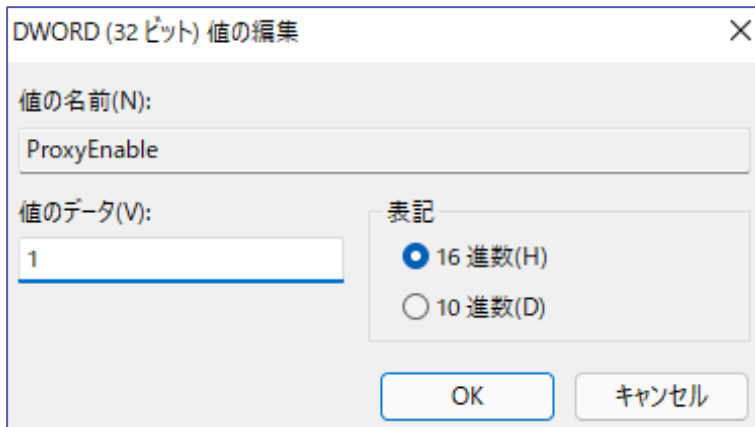 DWORD (32 ビット) 値の編集
値の名前(N):
ProxyEnable
値のデータ(V):
1
表記
16 進数(H)
10 進数(D)
OK
キャンセル